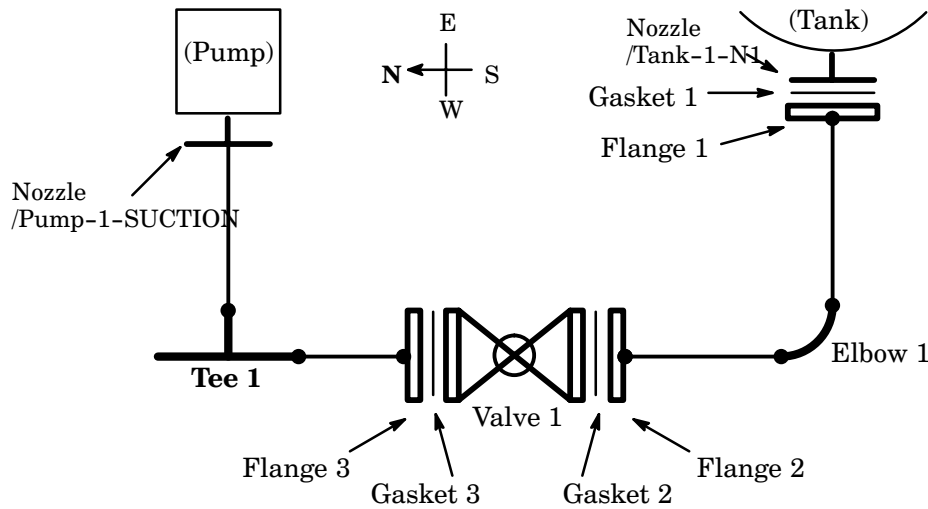 E
(Pump)
N
S
W
Nozzle
/Tank-1-N1
(Tank)
Gasket 1
Flange 1
Nozzle
/Pump-1-SUCTION
Tee 1
Valve 1
Elbow 1
Flange 3
Gasket 3
Gasket 2
Flange 2